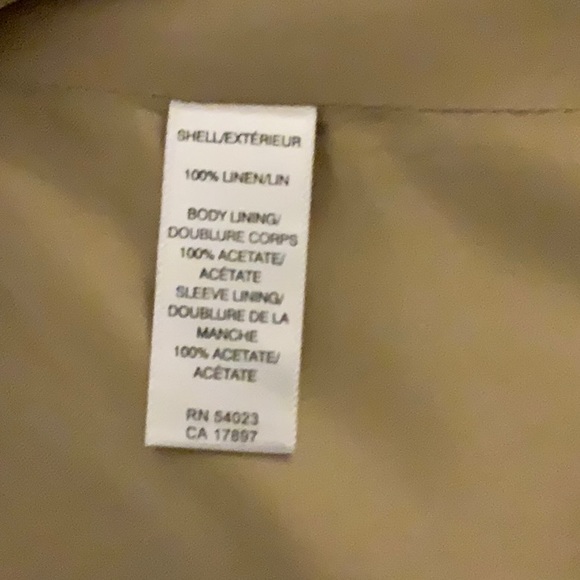 SHELL/EXTÉRIEUR
100% LINEN/LIN
BODY LINING/
DOUBLURE CORPS
100% ACETATE/
ACÉTATE
SLEEVE LINING/
DOUBLURE DE LA
MANCHE
100% ACETATE/
ACÉTATE
RN 54023
CA 17897